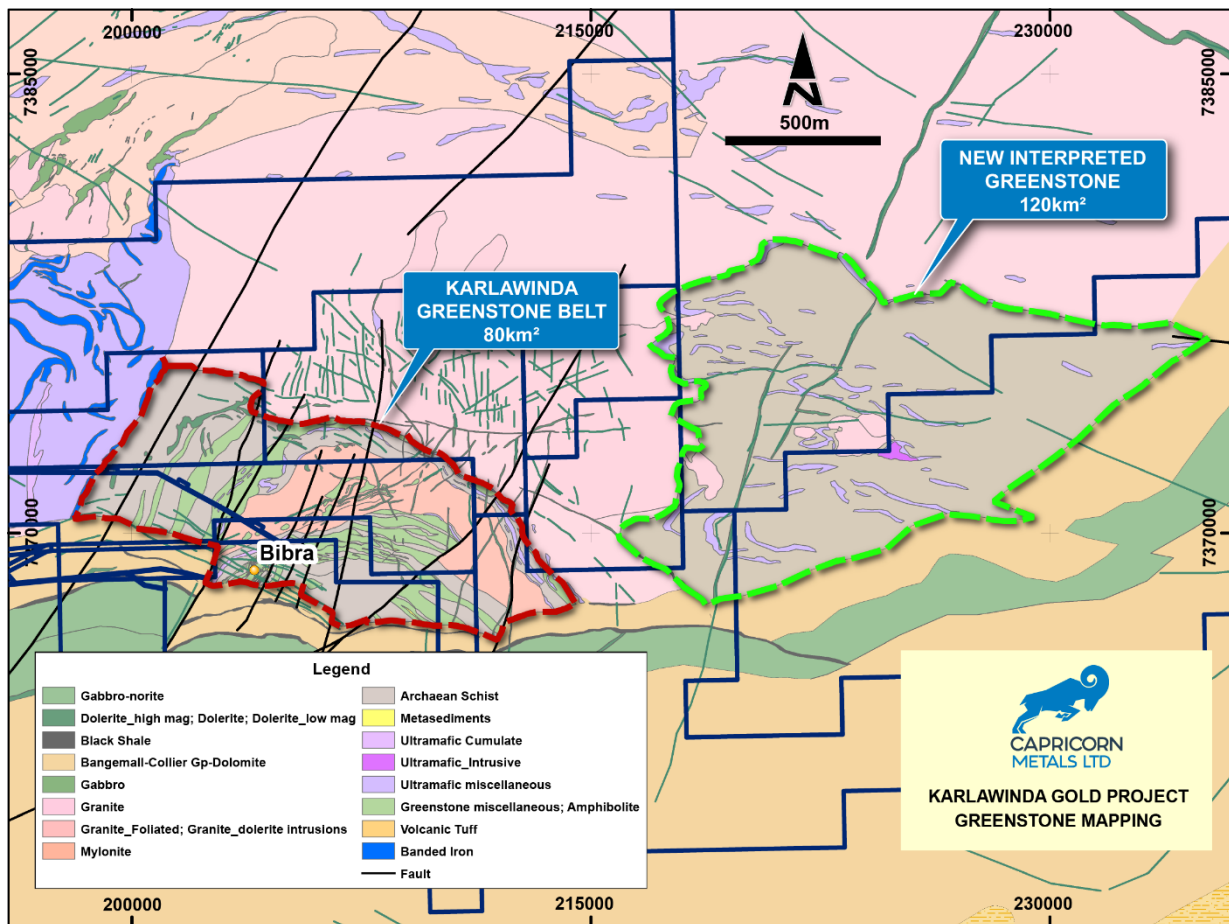 200000
215000
230000
7385000
7385000
N
500m
NEW INTERPRETED
GREENSTONE
120km²
KARLAWINDA
GREENSTONE BELT
80km²
7370000
7370000
Bibra
Legend
Gabbro-norite
Dolerite_high mag; Dolerite; Dolerite_low mag
Black Shale
Bangemall-Collier Gp-Dolomite
Gabbro
Granite
Granite_Foliated; Granite_dolerite intrusions
Mylonite
Archaean Schist
Metasediments
Ultramafic Cumulate
Ultramafic_Intrusive
Ultramafic miscellaneous
Greenstone miscellaneous; Amphibolite
Volcanic Tuff
Banded Iron
Fault
CAPRICORN
METALS LTD
KARLAWINDA GOLD PROJECT
GREENSTONE MAPPING
200000
215000
230000